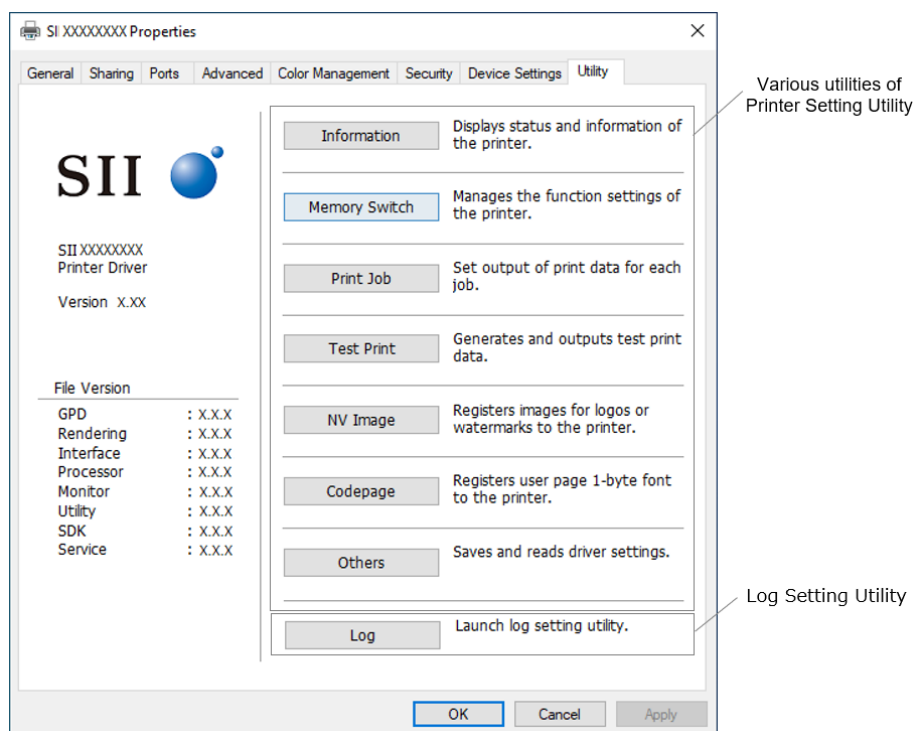 SII XXXXXXXX Properties
General Sharing Ports Advanced Color Management Security Device Settings Utility
SII
SII XXXXXXXX
Printer Driver
Version X.XX
File Version
GPD : X.X.X
Rendering : X.X.X
Interface : X.X.X
Processor : X.X.X
Monitor : X.X.X
Utility : X.X.X
SDK : X.X.X
Service : X.X.X
Information
Displays status and information of
the printer.
Memory Switch
Manages the function settings of
the printer.
Print Job
Set output of print data for each
job.
Test Print
Generates and outputs test print
data.
NV Image
Registers images for logos or
watermarks to the printer.
Codepage
Registers user page 1-byte font
to the printer.
Others
Saves and reads driver settings.
Log
Launch log setting utility.
OK Cancel Apply
Various utilities of
Printer Setting Utility
Log Setting Utility